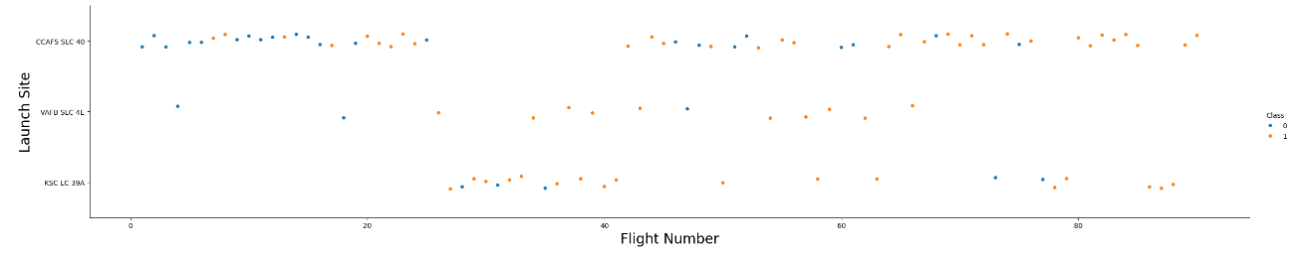 CCAFS SLC 40
VAFB SLC 4E
KSC LC 39A
Launch Site
0 20 40 60 80
Flight Number
Class
0
1